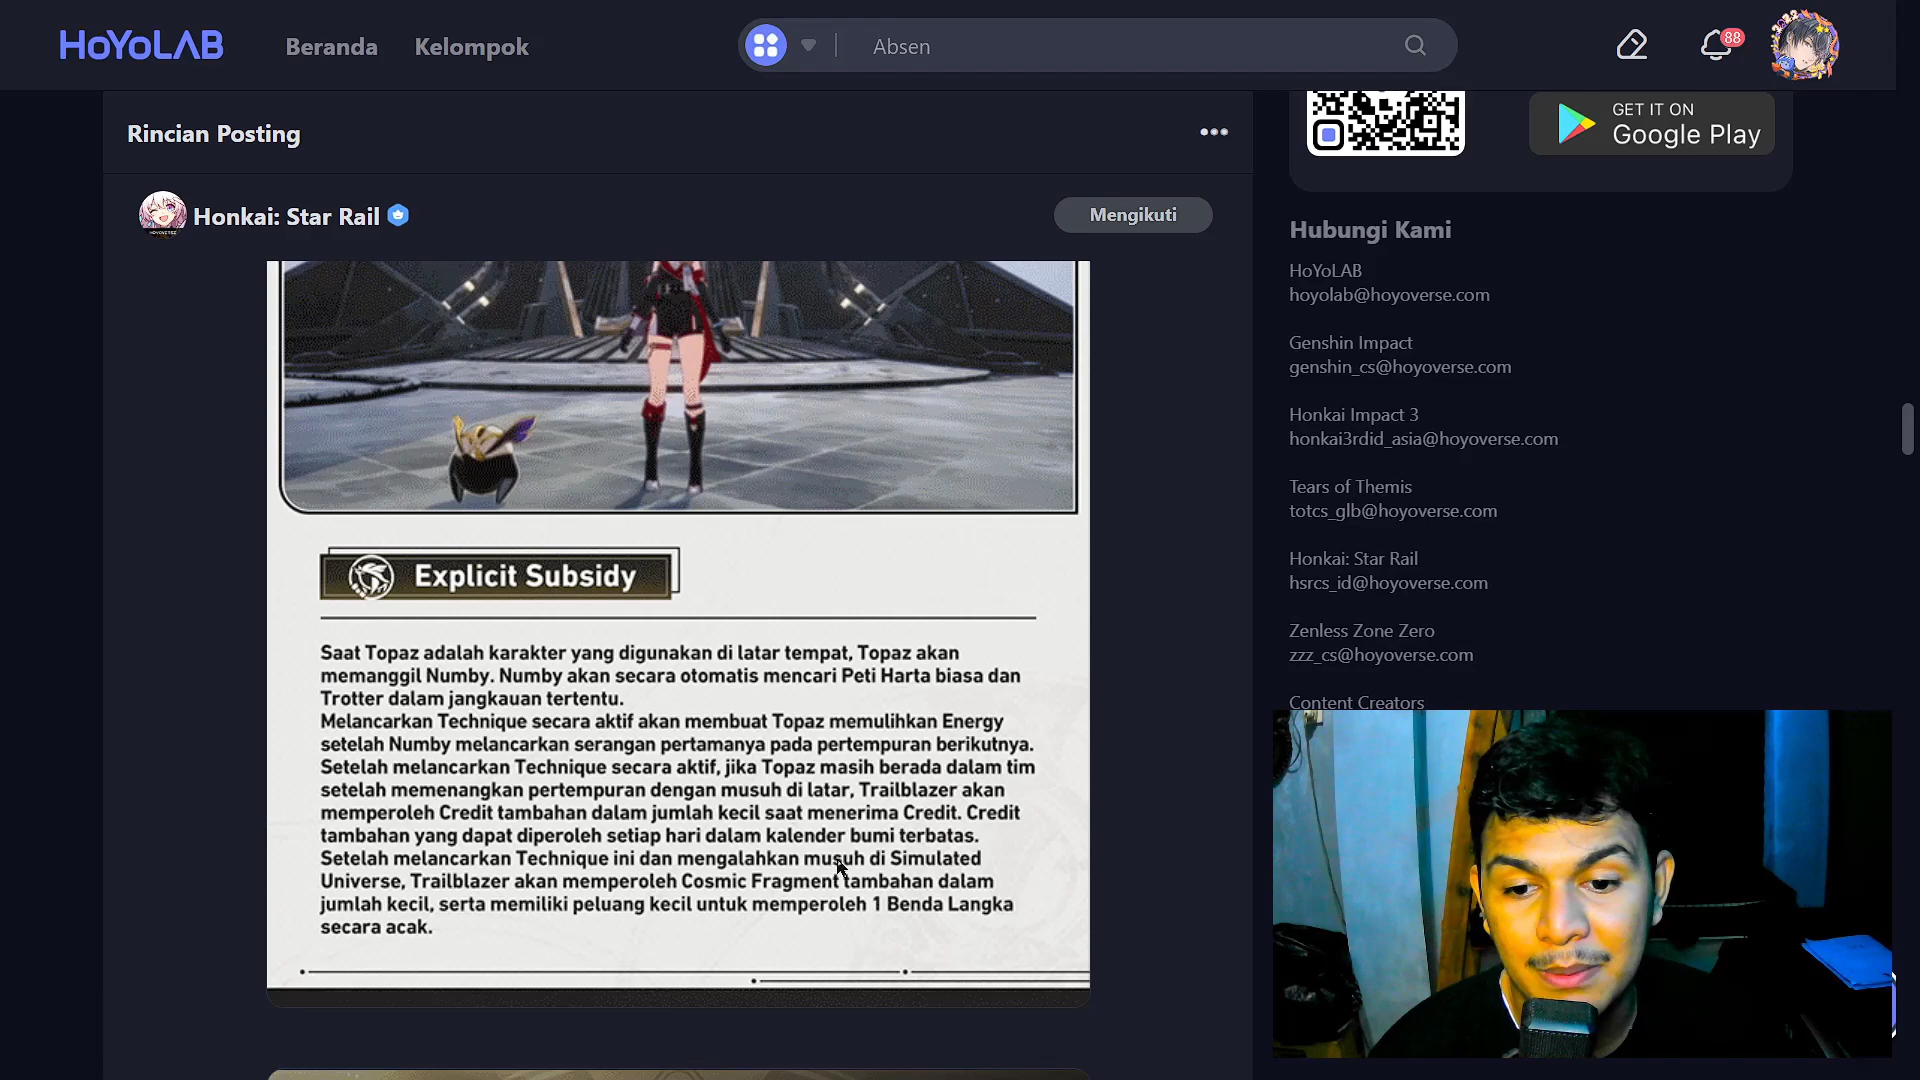 HoYoLAB
Beranda
Kelompok
Absen
88
Rincian Posting
GET IT ON
Google Play
Honkai: Star Rail
Mengikuti
Hubungi Kami
HoYoLAB
hoyolab@hoyoverse.com
Genshin Impact
genshin_cs@hoyoverse.com
Honkai Impact 3
honkai3rdid_asia@hoyoverse.com
Tears of Themis
totcs_glb@hoyoverse.com
Honkai: Star Rail
hsrcs_id@hoyoverse.com
Zenless Zone Zero
zzz_cs@hoyoverse.com
Content Creators
Explicit Subsidy
Saat Topaz adalah karakter yang digunakan di latar tempat, Topaz akan
memanggil Numby. Numby akan secara otomatis mencari Peti Harta biasa dan
Trotter dalam jangkauan tertentu.
Melancarkan Technique secara aktif akan membuat Topaz memulihkan Energy
setelah Numby melancarkan serangan pertamanya pada pertempuran berikutnya.
Setelah melancarkan Technique secara aktif, jika Topaz masih berada dalam tim
setelah memenangkan pertempuran dengan musuh di latar, Trailblazer akan
memperoleh Credit tambahan dalam jumlah kecil saat menerima Credit. Credit
tambahan yang dapat diperoleh setiap hari dalam kalender bumi terbatas.
Setelah melancarkan Technique ini dan mengalahkan musuh di Simulated
Universe, Trailblazer akan memperoleh Cosmic Fragment tambahan dalam
jumlah kecil, serta memiliki peluang kecil untuk memperoleh 1 Benda Langka
secara acak.